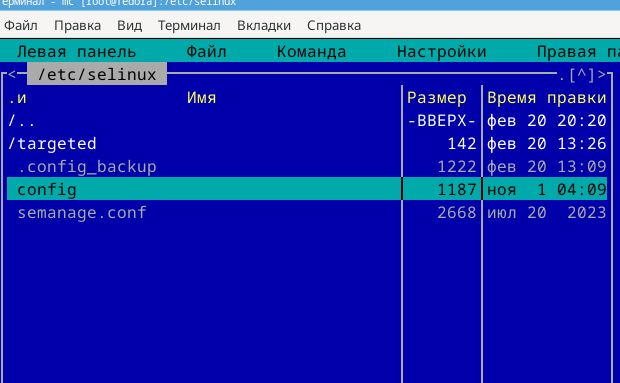 ерминал - mc [root@fedora]:/etc/selinux
Файл Правка Вид Терминал Вкладки Справка
Левая панель Файл Команда Настройки Правая па
<─ /etc/selinux ─.[^]>
.и Имя Размер Время правки
/.. -ВВЕРХ- фев 20 20:20
/targeted 142 фев 20 13:26
.config_backup 1222 фев 20 13:09
config 1187 ноя 1 04:09
semanage.conf 2668 июл 20 2023